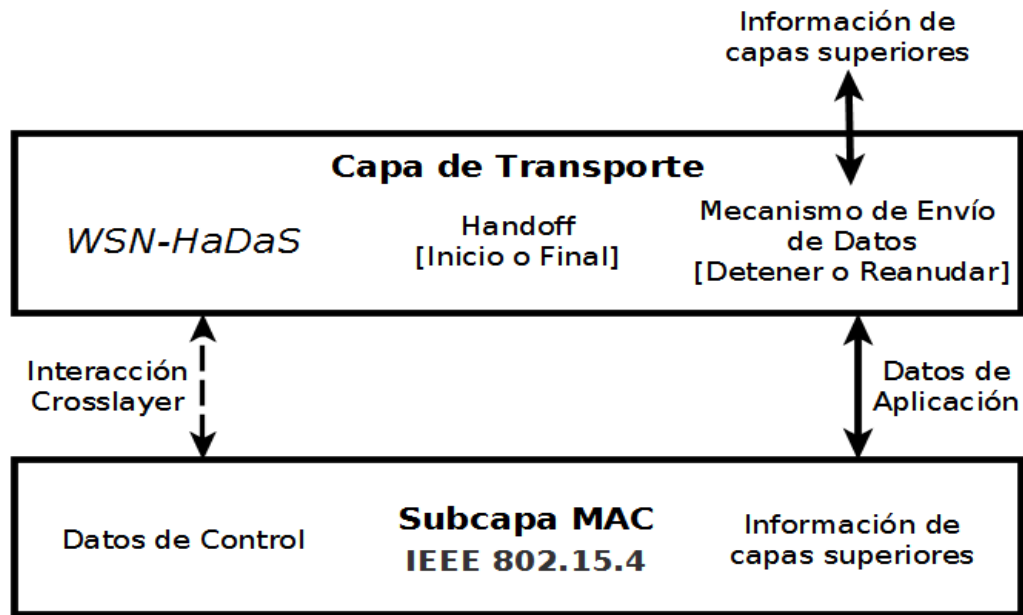 Información de
capas superiores
Capa de Transporte
WSN-HaDaS
Handoff
[Inicio o Final]
Mecanismo de Envío
de Datos
[Detener o Reanudar]
Interacción
Crosslayer
Datos de
Aplicación
Datos de Control
Subcapa MAC
IEEE 802.15.4
Información de
capas superiores